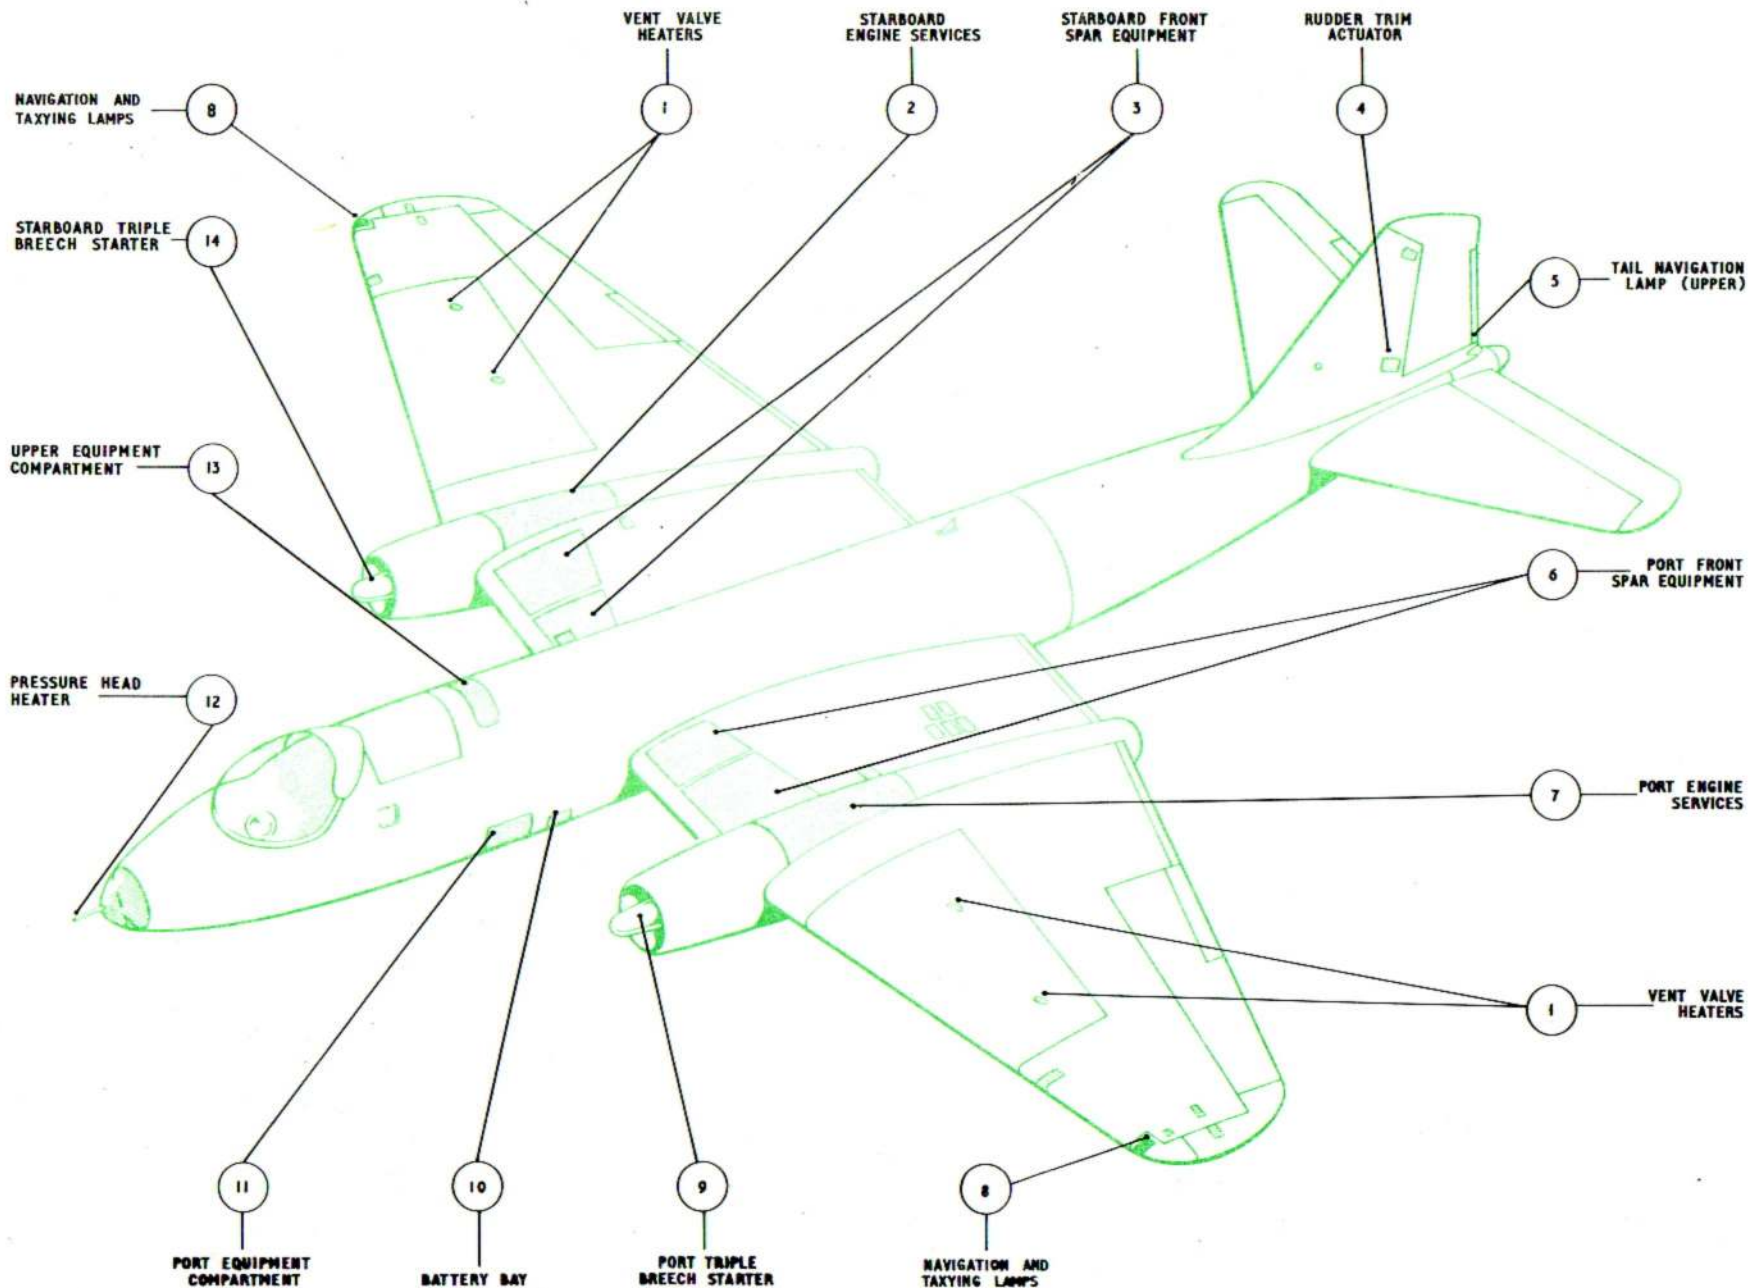 VENT VALVE
HEATERS
1
STARBOARD
ENGINE SERVICES
2
STARBOARD FRONT
SPAR EQUIPMENT
3
RUDDER TRIM
ACTUATOR
4
NAVIGATION AND
TAXYING LAMPS
8
STARBOARD TRIPLE
BREECH STARTER
14
TAIL NAVIGATION
LAMP (UPPER)
5
UPPER EQUIPMENT
COMPARTMENT
13
PORT FRONT
SPAR EQUIPMENT
6
PRESSURE HEAD
HEATER
12
PORT ENGINE
SERVICES
7
VENT VALVE
HEATERS
1
11
PORT EQUIPMENT
COMPARTMENT
10
BATTERY BAY
9
PORT TRIPLE
BREECH STARTER
8
NAVIGATION AND
TAXYING LAMPS